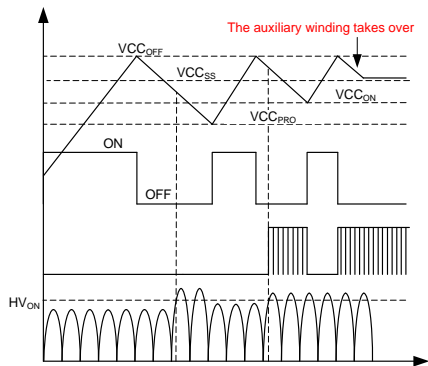 The auxiliary winding takes over
VCCOFF
VCCSS
VCCON
VCCPRO
ON
OFF
HVON